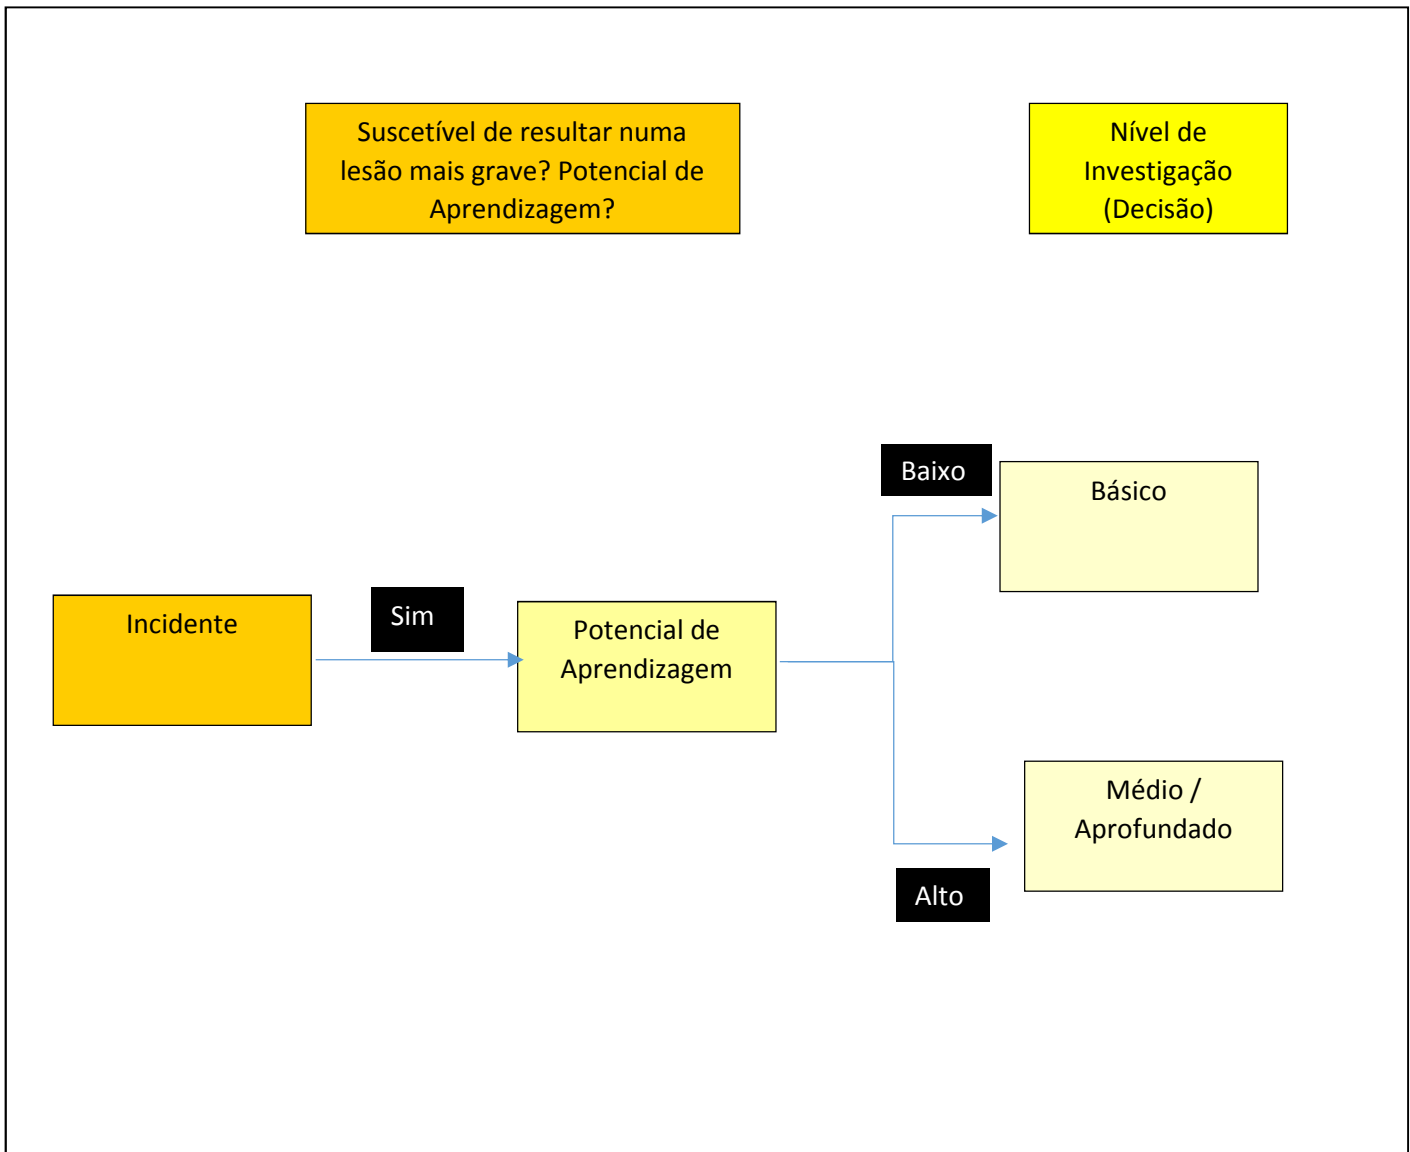 Suscetível de resultar numa
lesão mais grave? Potencial de
Aprendizagem?
Nível de
Investigação
(Decisão)
Baixo
Básico
Incidente
Sim
Potencial de
Aprendizagem
Médio /
Aprofundado
Alto